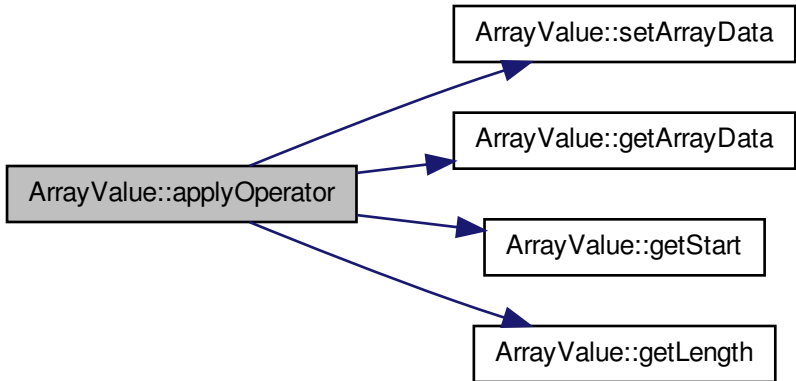 ArrayValue::setArrayData
ArrayValue::getArrayData
ArrayValue::applyOperator
ArrayValue::getStart
ArrayValue::getLength